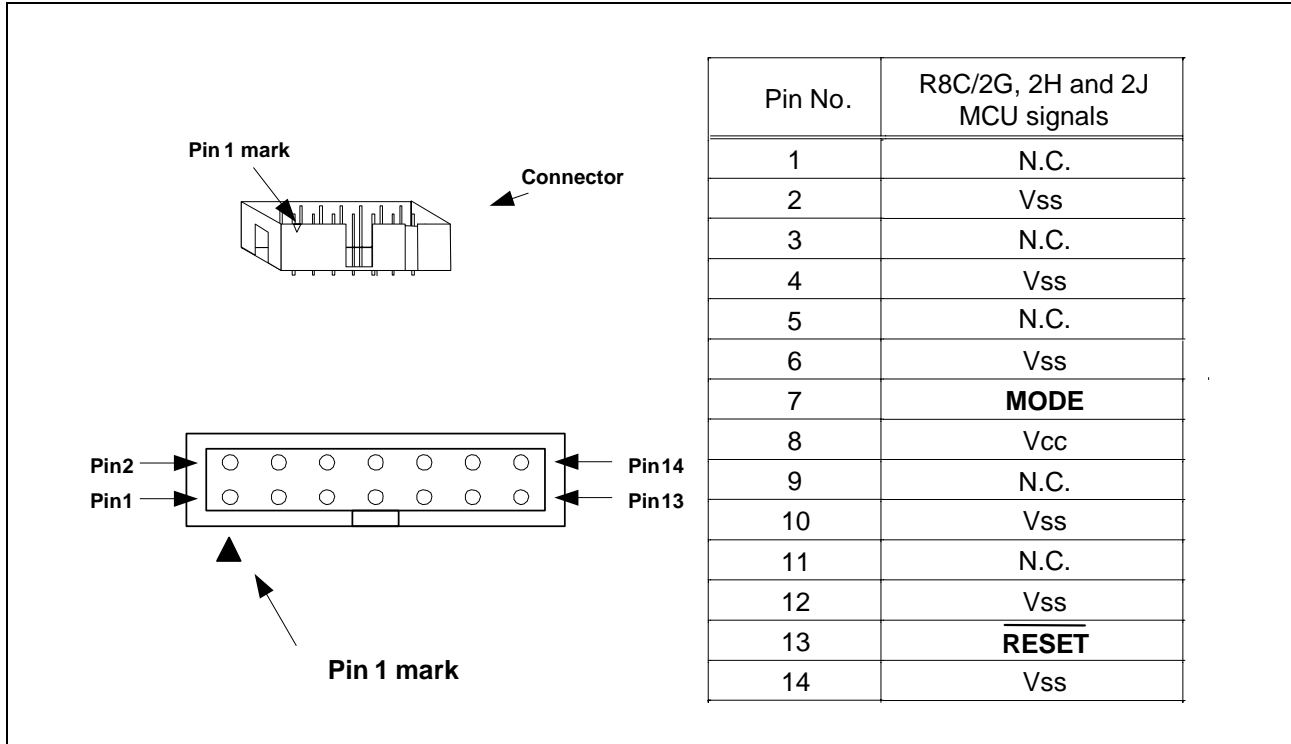 Pin 1 mark
Connector
Pin2
Pin14
Pin1
Pin13
Pin 1 mark
Pin No. R8C/2G, 2H and 2J
MCU signals
1 N.C.
2 Vss
3 N.C.
4 Vss
5 N.C.
6 Vss
7 MODE
8 Vcc
9 N.C.
10 Vss
11 N.C.
12 Vss
13 R̅E̅S̅E̅T̅
14 Vss